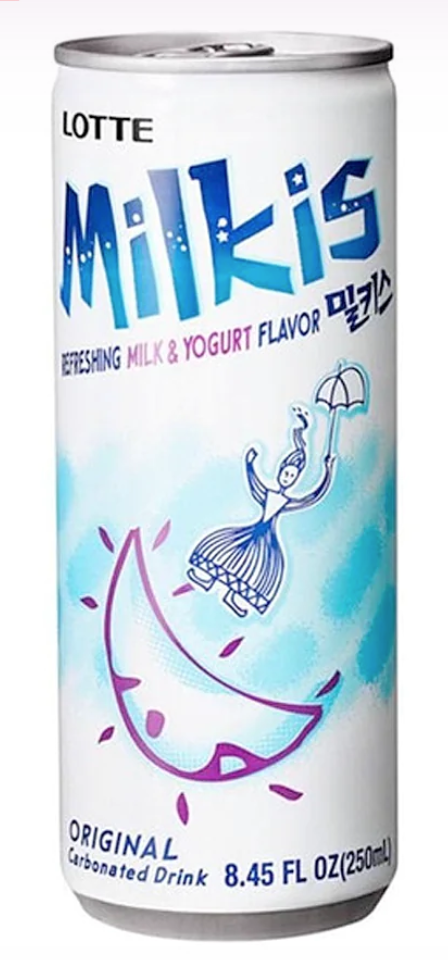 LOTTE
Milkis
밀키스
REFRESHING MILK & YOGURT FLAVOR
ORIGINAL
Carbonated Drink 8.45 FL OZ(250mL)